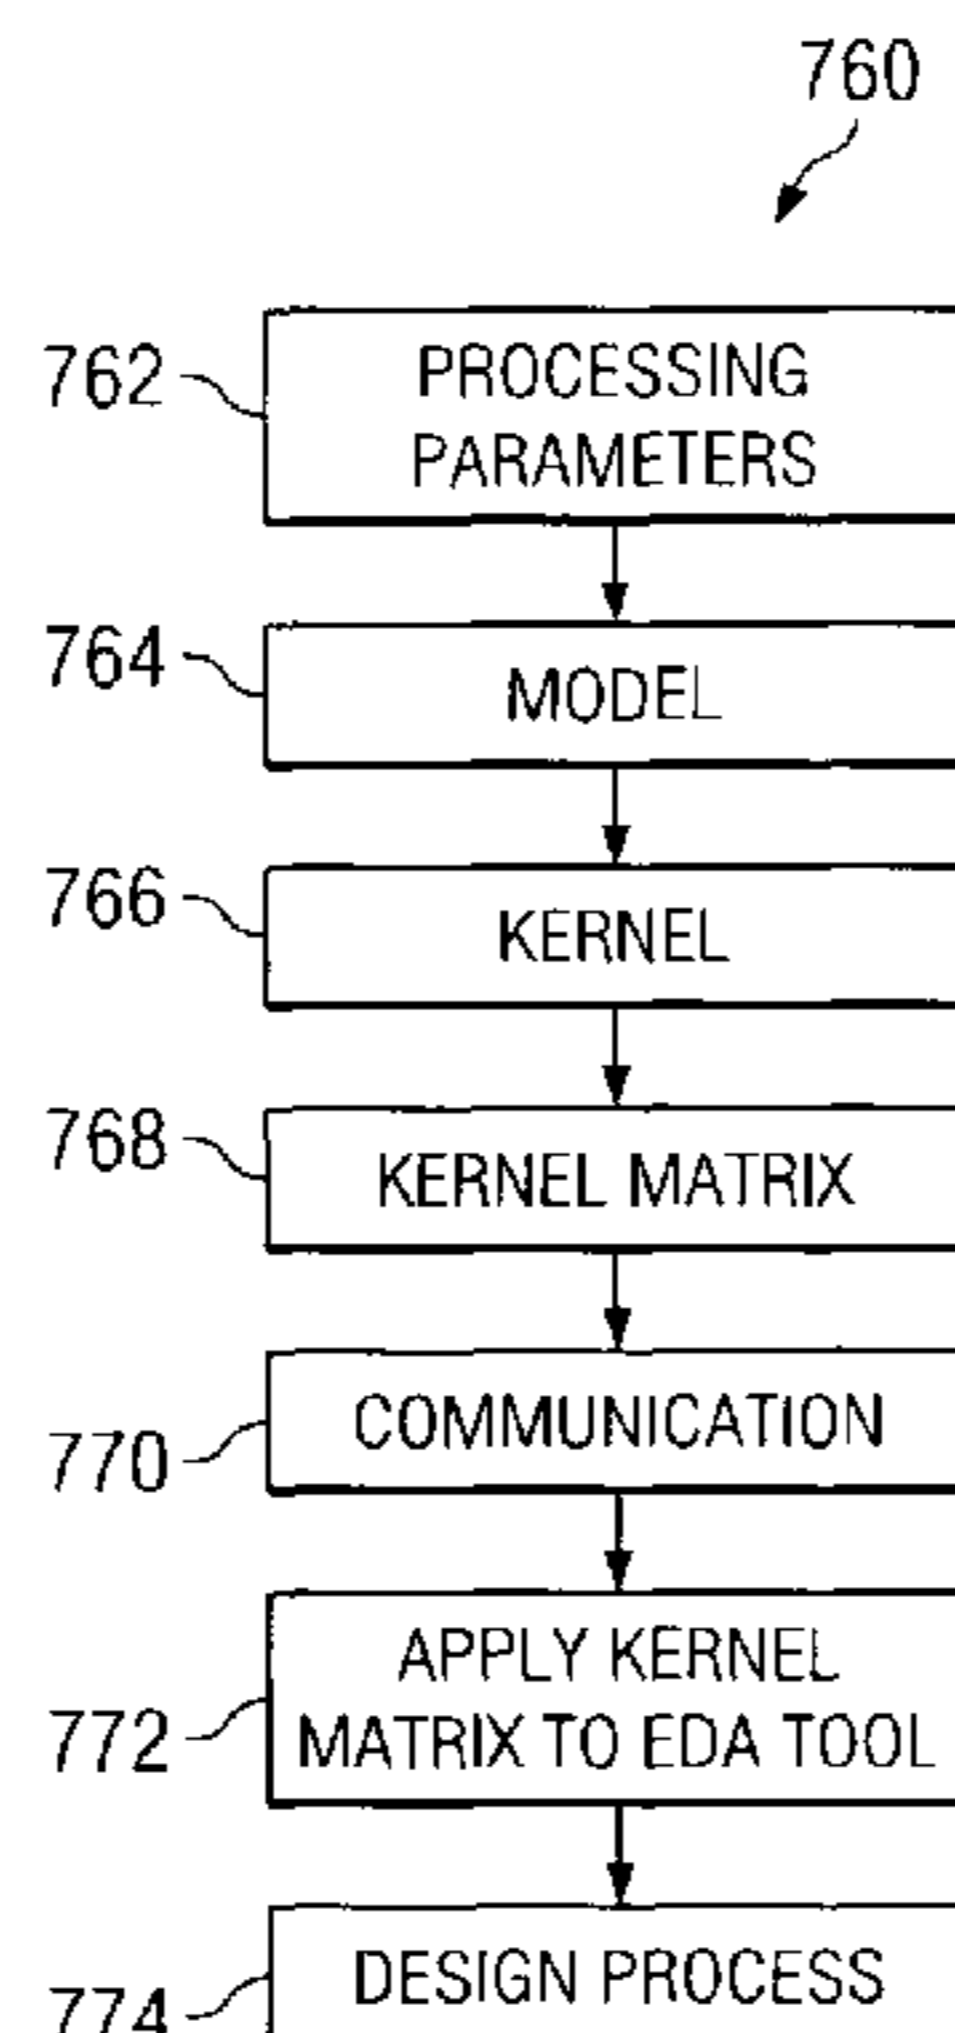 760
762
PROCESSING
PARAMETERS
764
MODEL
766
KERNEL
768
KERNEL MATRIX
770
COMMUNICATION
772
APPLY KERNEL
MATRIX TO EDA TOOL
774
DESIGN PROCESS